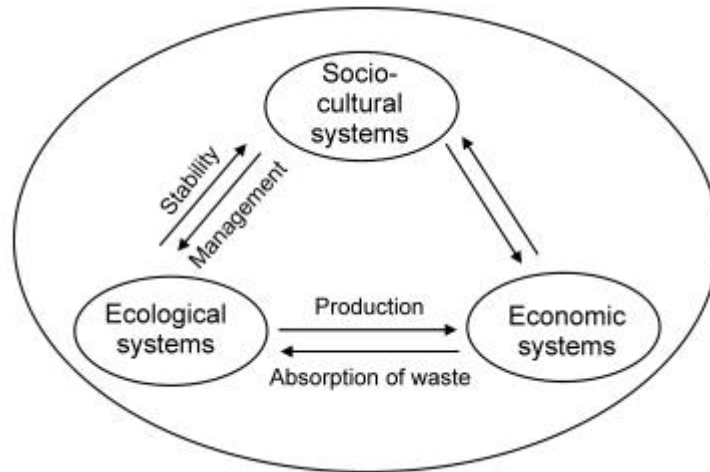 Socio-
cultural
systems
Stability
Management
Ecological
systems
Production
Absorption of waste
Economic
systems